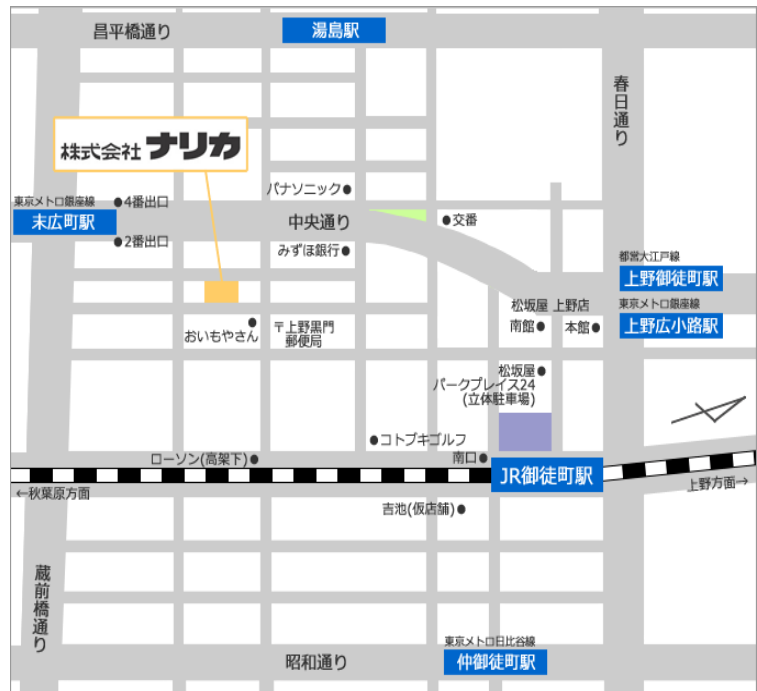 昌平橋通り
湯島駅
春日通り
株式会社 ナリカ
パナソニック
東京メトロ銀座線
4番出口
末広町駅
中央通り
交番
2番出口
みずほ銀行
都営大江戸線
上野御徒町駅
松坂屋 上野店
東京メトロ銀座線
南館
本館
上野広小路駅
おいもやさん
〒上野黒門
郵便局
松坂屋
パークプレイス24
(立体駐車場)
コトブキゴルフ
ローソン(高架下)
南口
JR御徒町駅
←秋葉原方面
上野方面→
吉池(仮店舗)
蔵前橋通り
東京メトロ日比谷線
昭和通り
仲御徒町駅